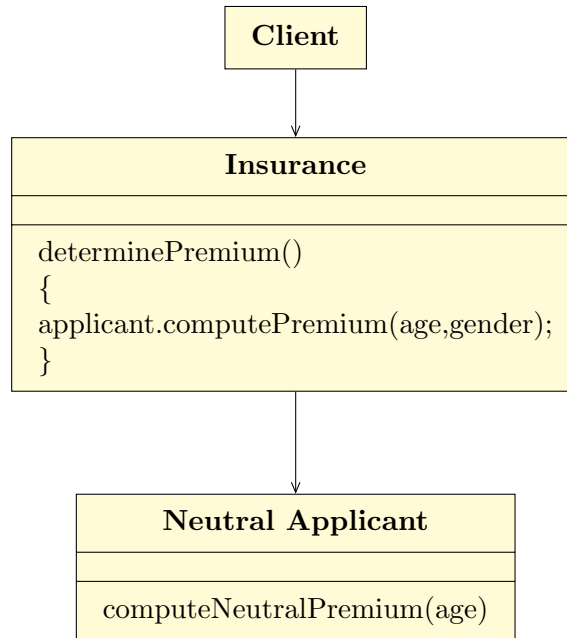 Client
Insurance
determinePremium()
{
applicant.computePremium(age,gender);
}
Neutral Applicant
computeNeutralPremium(age)